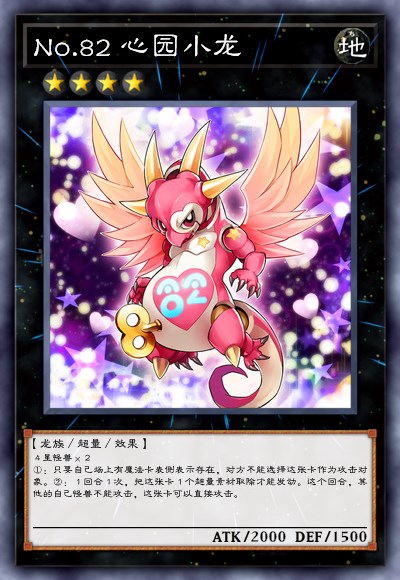 No.82 心园小龙
地
82
【龙族/超量/效果】
4星怪兽×2
①:只要自己场上有魔法卡表侧表示存在,对方不能选择这张卡作为攻击对
象。②:1回合1次,把这张卡1个超量素材取除才能发动。这个回合,其
他的自己怪兽不能攻击,这张卡可以直接攻击。
ATK/2000 DEF/1500